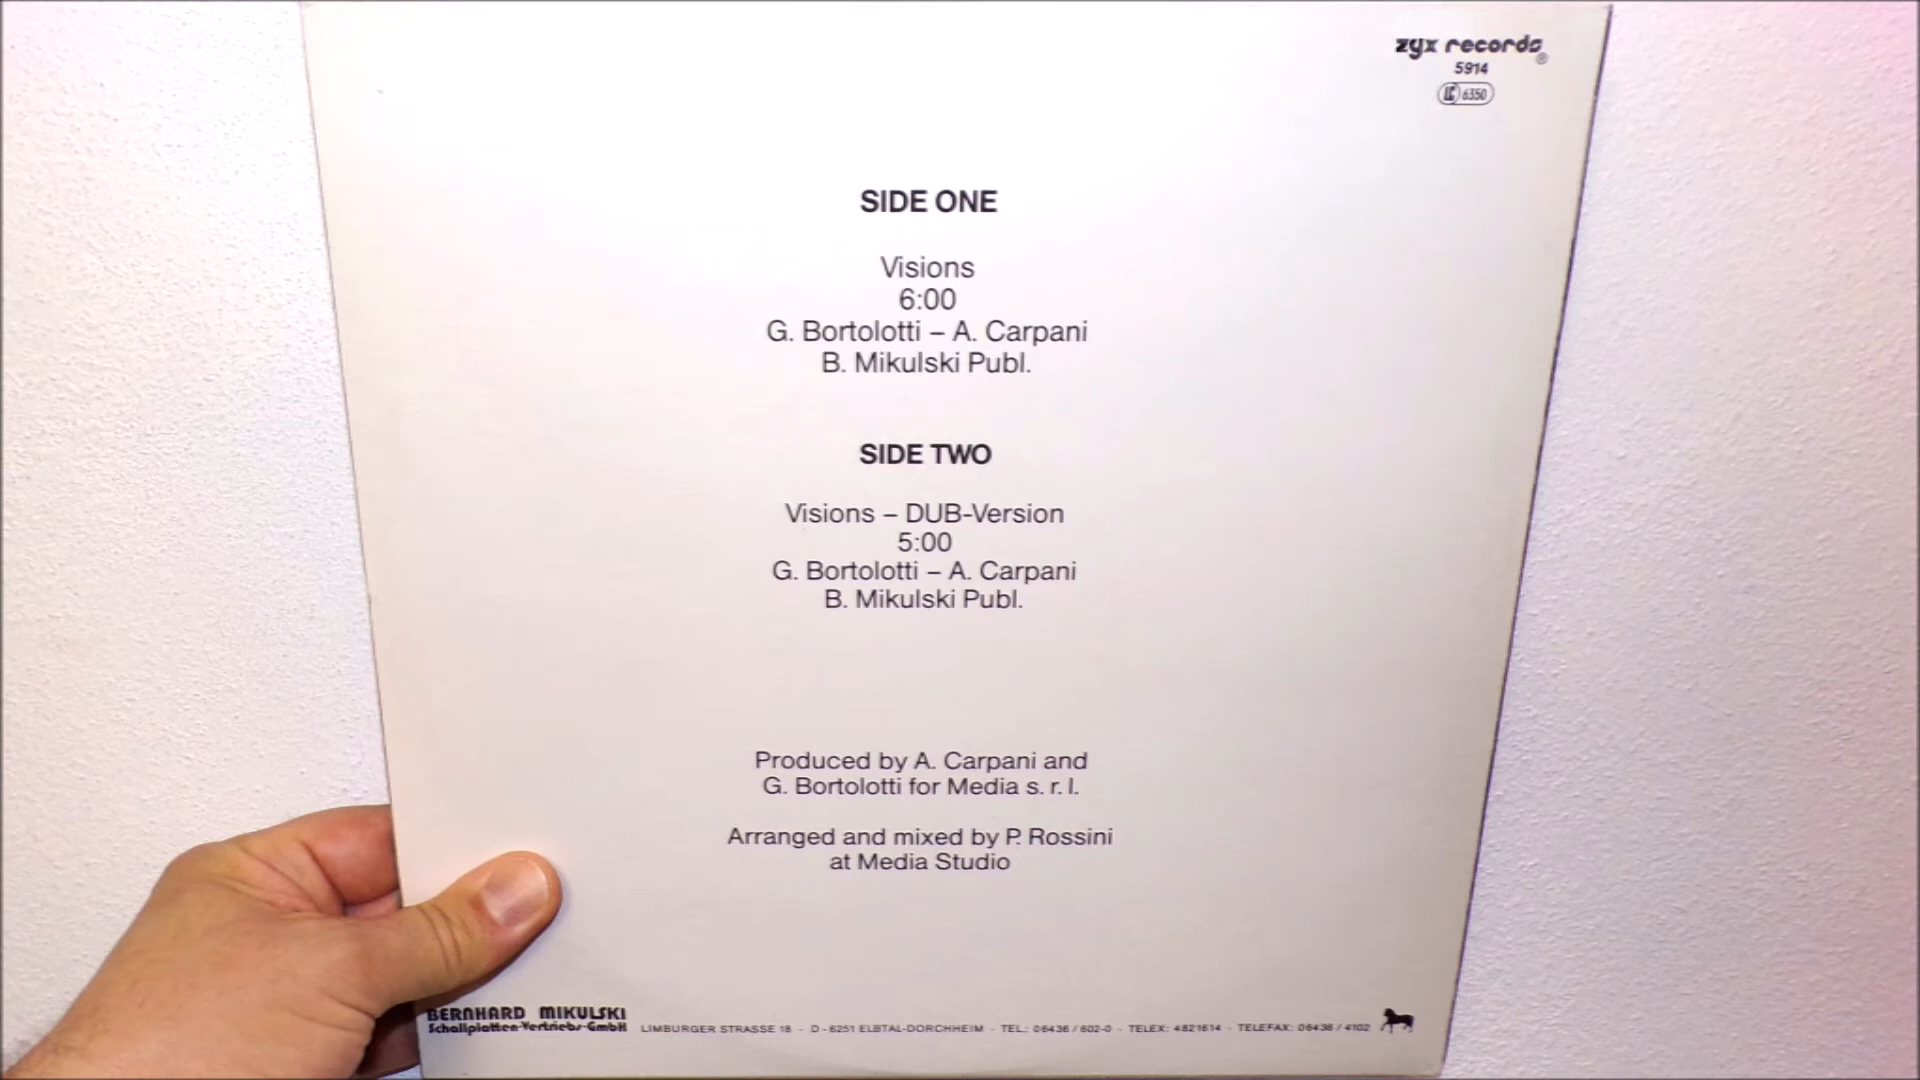 zyx records ®
5914
LC 6350
SIDE ONE
Visions
6:00
G. Bortolotti – A. Carpani
B. Mikulski Publ.
SIDE TWO
Visions – DUB-Version
5:00
G. Bortolotti – A. Carpani
B. Mikulski Publ.
Produced by A. Carpani and
G. Bortolotti for Media s. r. l.
Arranged and mixed by P. Rossini
at Media Studio
BERNHARD MIKULSKI
Schallplatten-Vertriebs-GmbH LIMBURGER STRASSE 18 - D-6251 ELBTAL-DORCHHEIM - TEL.: 06436/602-0 - TELEX: 4821614 - TELEFAX: 06436/4102